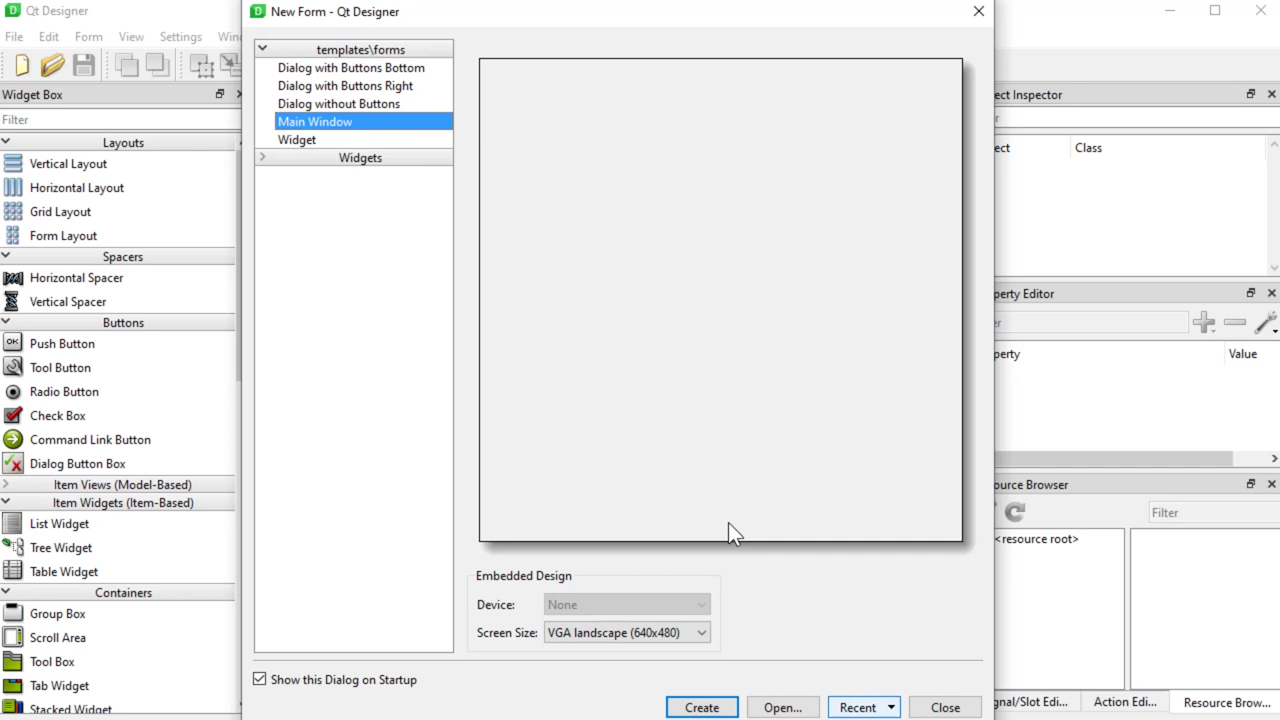 Qt Designer
File Edit Form View Settings Win
Widget Box
Filter
Layouts
Vertical Layout
Horizontal Layout
Grid Layout
Form Layout
Spacers
Horizontal Spacer
Vertical Spacer
Buttons
OK Push Button
Tool Button
Radio Button
Check Box
Command Link Button
Dialog Button Box
Item Views (Model-Based)
Item Widgets (Item-Based)
List Widget
Tree Widget
Table Widget
Containers
Group Box
Scroll Area
Tool Box
Tab Widget
Stacked Widget
New Form - Qt Designer
templates\forms
Dialog with Buttons Bottom
Dialog with Buttons Right
Dialog without Buttons
Main Window
Widget
Widgets
Embedded Design
Device: None
Screen Size: VGA landscape (640x480)
Show this Dialog on Startup
Create Open... Recent Close
ect Inspector
r
ect Class
perty Editor
er
perty Value
ource Browser
Filter
<resource root>
gnal/Slot Edi... Action Edi... Resource Brow...